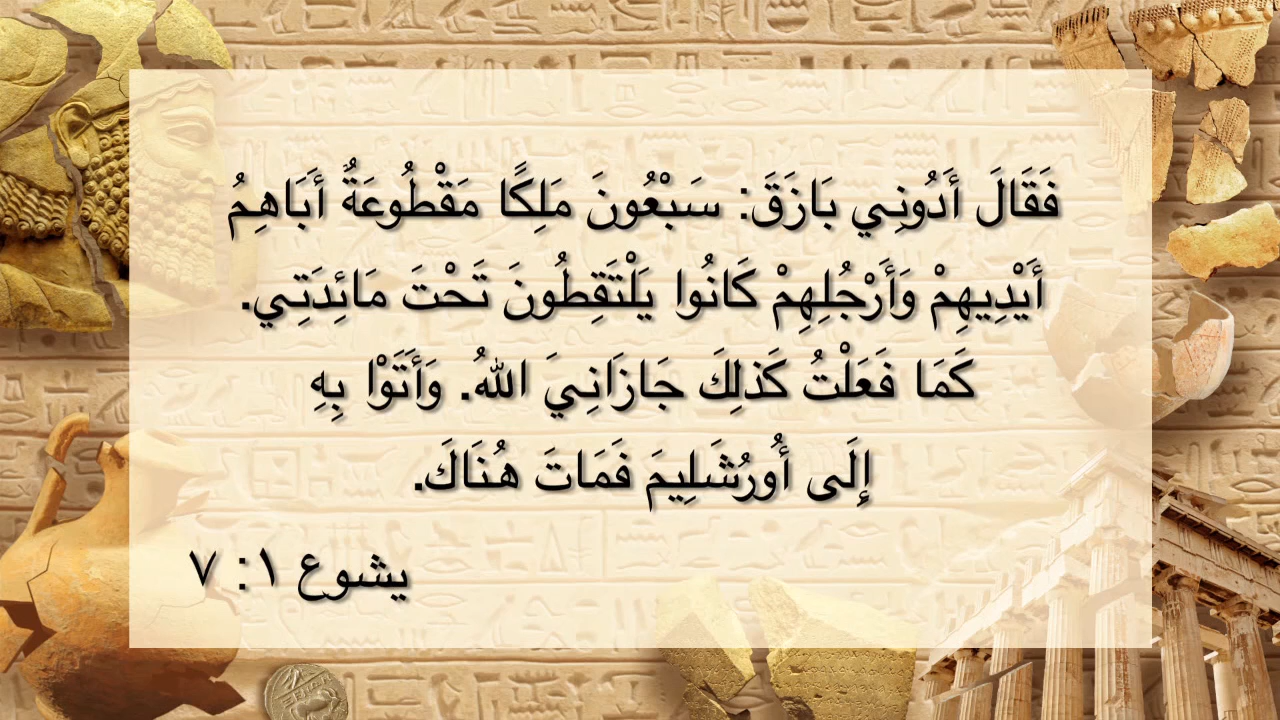 فَقَالَ أَدُونِي بَازَقَ: سَبْعُونَ مَلِكًا مَقْطُوعَةٌ أَبَاهِمُ
أَيْدِيهِمْ وَأَرْجُلِهِمْ كَانُوا يَلْتَقِطُونَ تَحْتَ مَائِدَتِي.
كَمَا فَعَلْتُ كَذلِكَ جَازَانِيَ اللهُ. وَأَتَوْا بِهِ
إِلَى أُورُشَلِيمَ فَمَاتَ هُنَاكَ.
يشوع ١: ٧